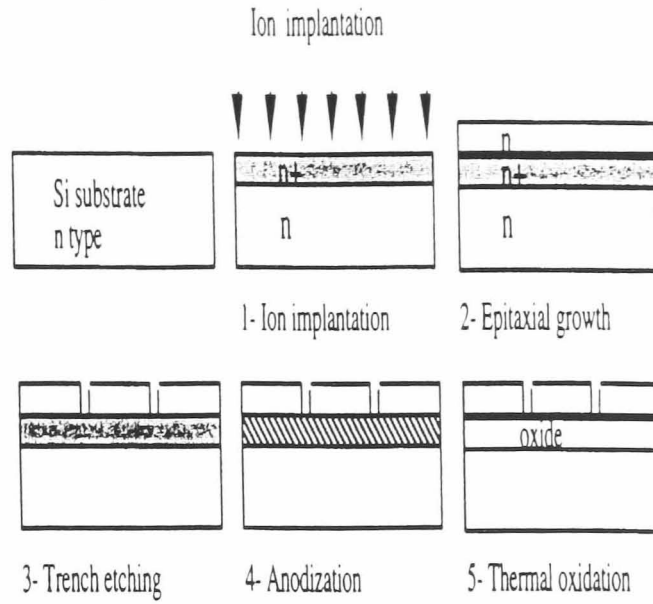 Ion implantation
Si substrate
n type
n+
n
n
n+
n
1- Ion implantation
2- Epitaxial growth
oxide
3- Trench etching
4- Anodization
5- Thermal oxidation